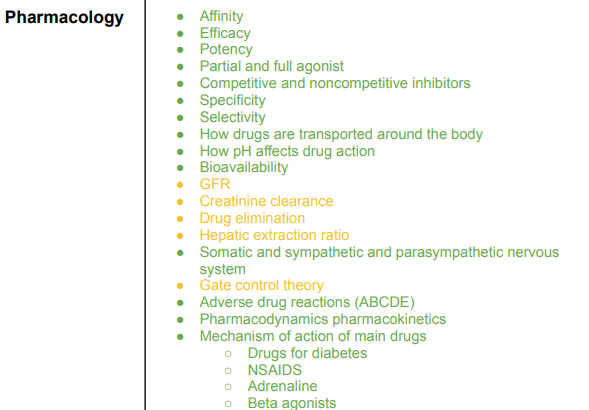 Pharmacology
● Affinity
● Efficacy
● Potency
● Partial and full agonist
● Competitive and noncompetitive inhibitors
● Specificity
● Selectivity
● How drugs are transported around the body
● How pH affects drug action
● Bioavailability
● GFR
● Creatinine clearance
● Drug elimination
● Hepatic extraction ratio
● Somatic and sympathetic and parasympathetic nervous
system
● Gate control theory
● Adverse drug reactions (ABCDE)
● Pharmacodynamics pharmacokinetics
● Mechanism of action of main drugs
○ Drugs for diabetes
○ NSAIDS
○ Adrenaline
○ Beta agonists